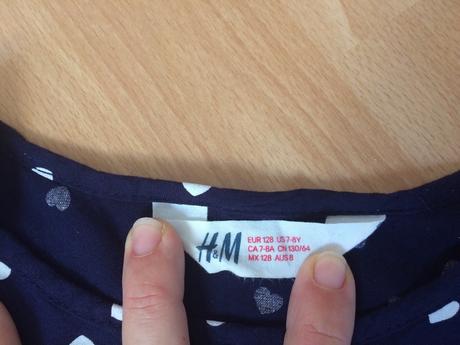 H&M
EUR 128 US 7-8Y
CA 7-8A CN 130/64
MX 128 AUS 8